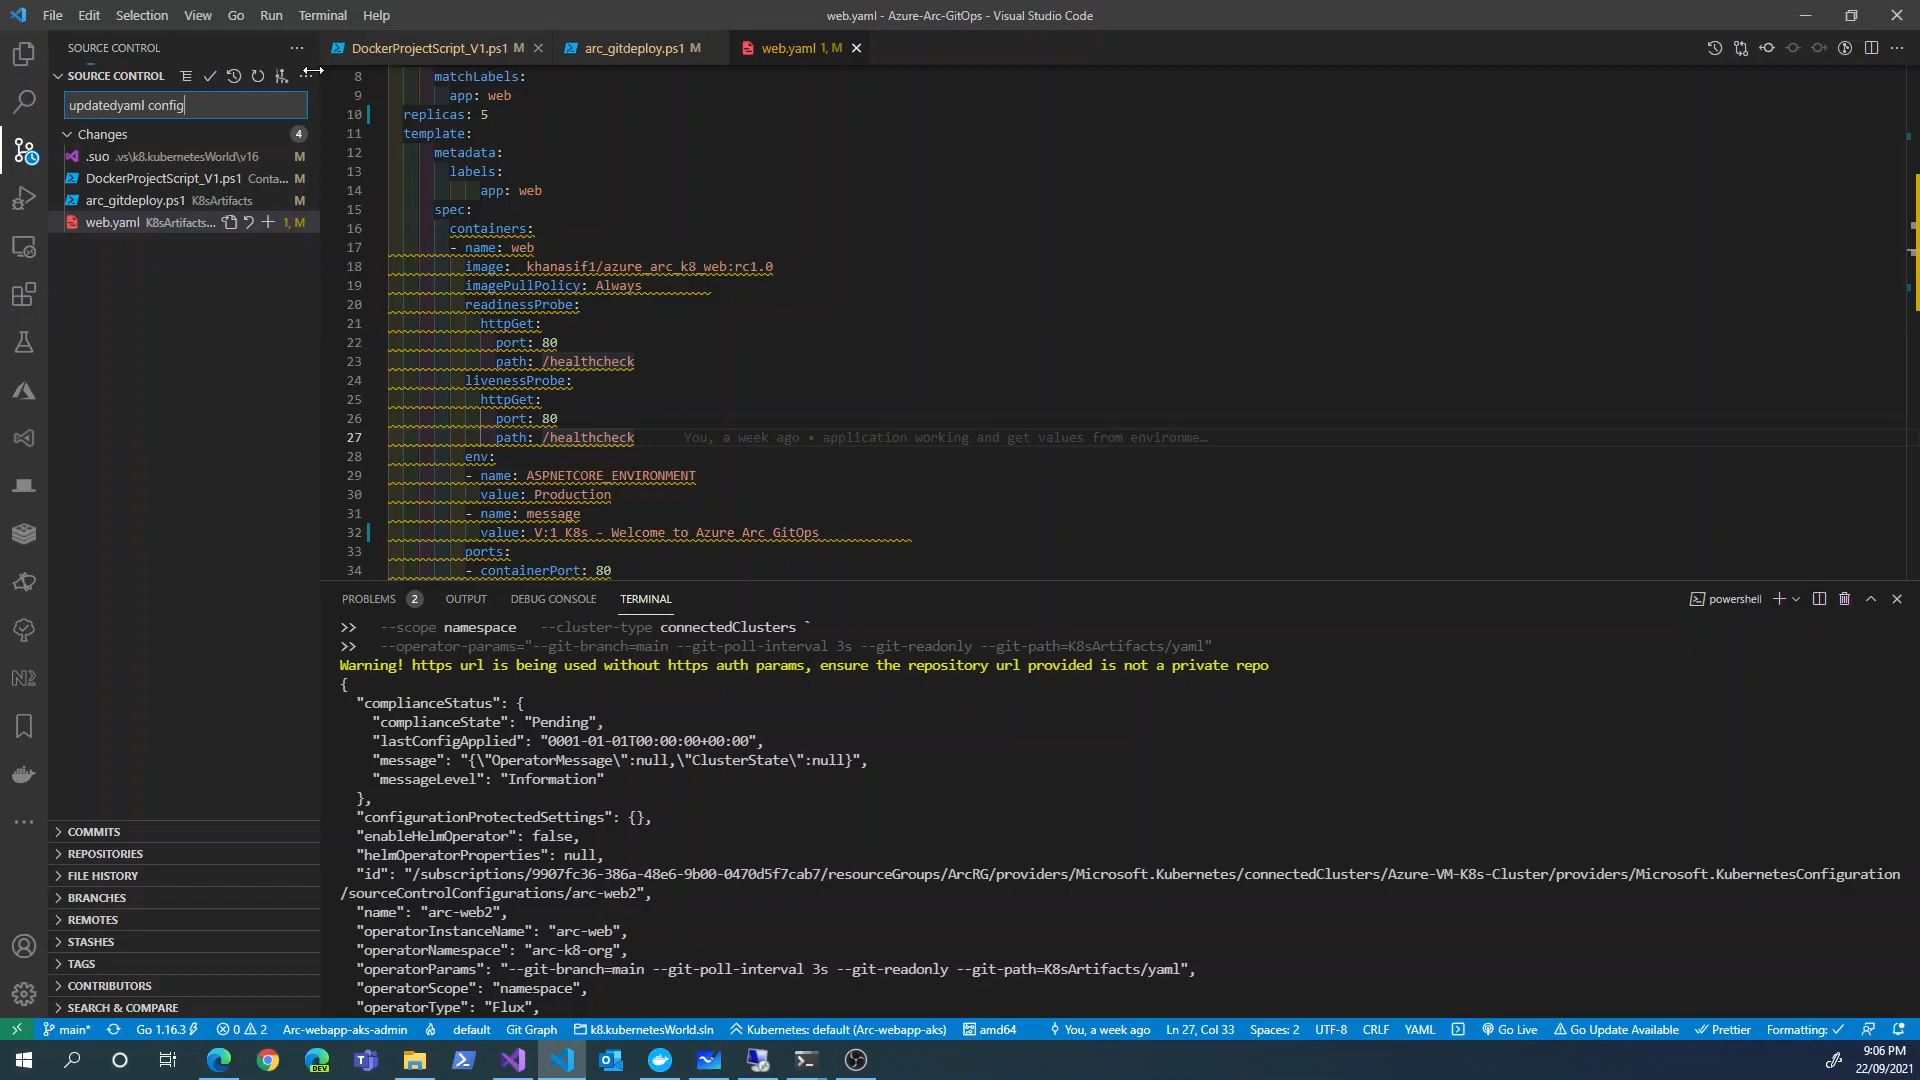 File Edit Selection View Go Run Terminal Help
web.yaml - Azure-Arc-GitOps - Visual Studio Code
SOURCE CONTROL
SOURCE CONTROL
updatedyaml config
Changes 4
.suo .vs\k8.kubernetesWorld\v16 M
DockerProjectScript_V1.ps1 Conta... M
arc_gitdeploy.ps1 K8sArtifacts M
web.yaml K8sArtifacts... 1, M
COMMITS
REPOSITORIES
FILE HISTORY
BRANCHES
REMOTES
STASHES
TAGS
CONTRIBUTORS
SEARCH & COMPARE
DockerProjectScript_V1.ps1 M
arc_gitdeploy.ps1 M
web.yaml 1, M
8 matchLabels:
9 app: web
10 replicas: 5
11 template:
12 metadata:
13 labels:
14 app: web
15 spec:
16 containers:
17 - name: web
18 image: khanasif1/azure_arc_k8_web:rc1.0
19 imagePullPolicy: Always
20 readinessProbe:
21 httpGet:
22 port: 80
23 path: /healthcheck
24 livenessProbe:
25 httpGet:
26 port: 80
27 path: /healthcheck You, a week ago • application working and get values from environme…
28 env:
29 - name: ASPNETCORE_ENVIRONMENT
30 value: Production
31 - name: message
32 value: V:1 K8s - Welcome to Azure Arc GitOps
33 ports:
34 - containerPort: 80
PROBLEMS 2 OUTPUT DEBUG CONSOLE TERMINAL
powershell
>> --scope namespace --cluster-type connectedClusters `
>> --operator-params="--git-branch=main --git-poll-interval 3s --git-readonly --git-path=K8sArtifacts/yaml"
Warning! https url is being used without https auth params, ensure the repository url provided is not a private repo
{
"complianceStatus": {
"complianceState": "Pending",
"lastConfigApplied": "0001-01-01T00:00:00+00:00",
"message": "{\"OperatorMessage\":null,\"ClusterState\":null}",
"messageLevel": "Information"
},
"configurationProtectedSettings": {},
"enableHelmOperator": false,
"helmOperatorProperties": null,
"id": "/subscriptions/9907fc36-386a-48e6-9b00-0470d5f7cab7/resourceGroups/ArcRG/providers/Microsoft.Kubernetes/connectedClusters/Azure-VM-K8s-Cluster/providers/Microsoft.KubernetesConfiguration
/sourceControlConfigurations/arc-web2",
"name": "arc-web2",
"operatorInstanceName": "arc-web",
"operatorNamespace": "arc-k8-org",
"operatorParams": "--git-branch=main --git-poll-interval 3s --git-readonly --git-path=K8sArtifacts/yaml",
"operatorScope": "namespace",
"operatorType": "Flux",
main* Go 1.16.3 0 2 Arc-webapp-aks-admin default Git Graph k8.kubernetesWorld.sln Kubernetes: default (Arc-webapp-aks) amd64 You, a week ago Ln 27, Col 33 Spaces: 2 UTF-8 CRLF YAML Go Live Go Update Available Prettier Formatting:
DEV
9:06 PM
22/09/2021